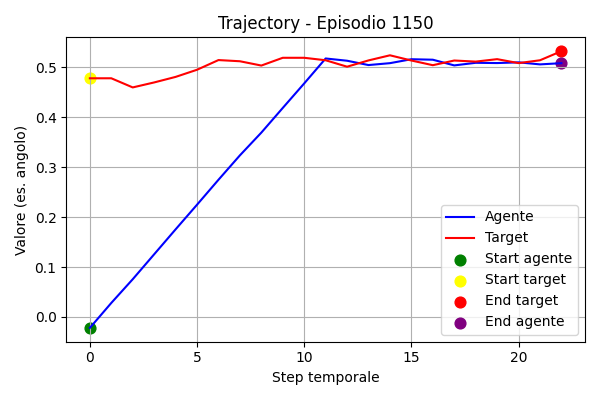 Trajectory - Episodio 1150
Valore (es. angolo)
0.5
0.4
0.3
0.2
0.1
0.0
0
5
10
15
20
Step temporale
Agente
Target
Start agente
Start target
End target
End agente